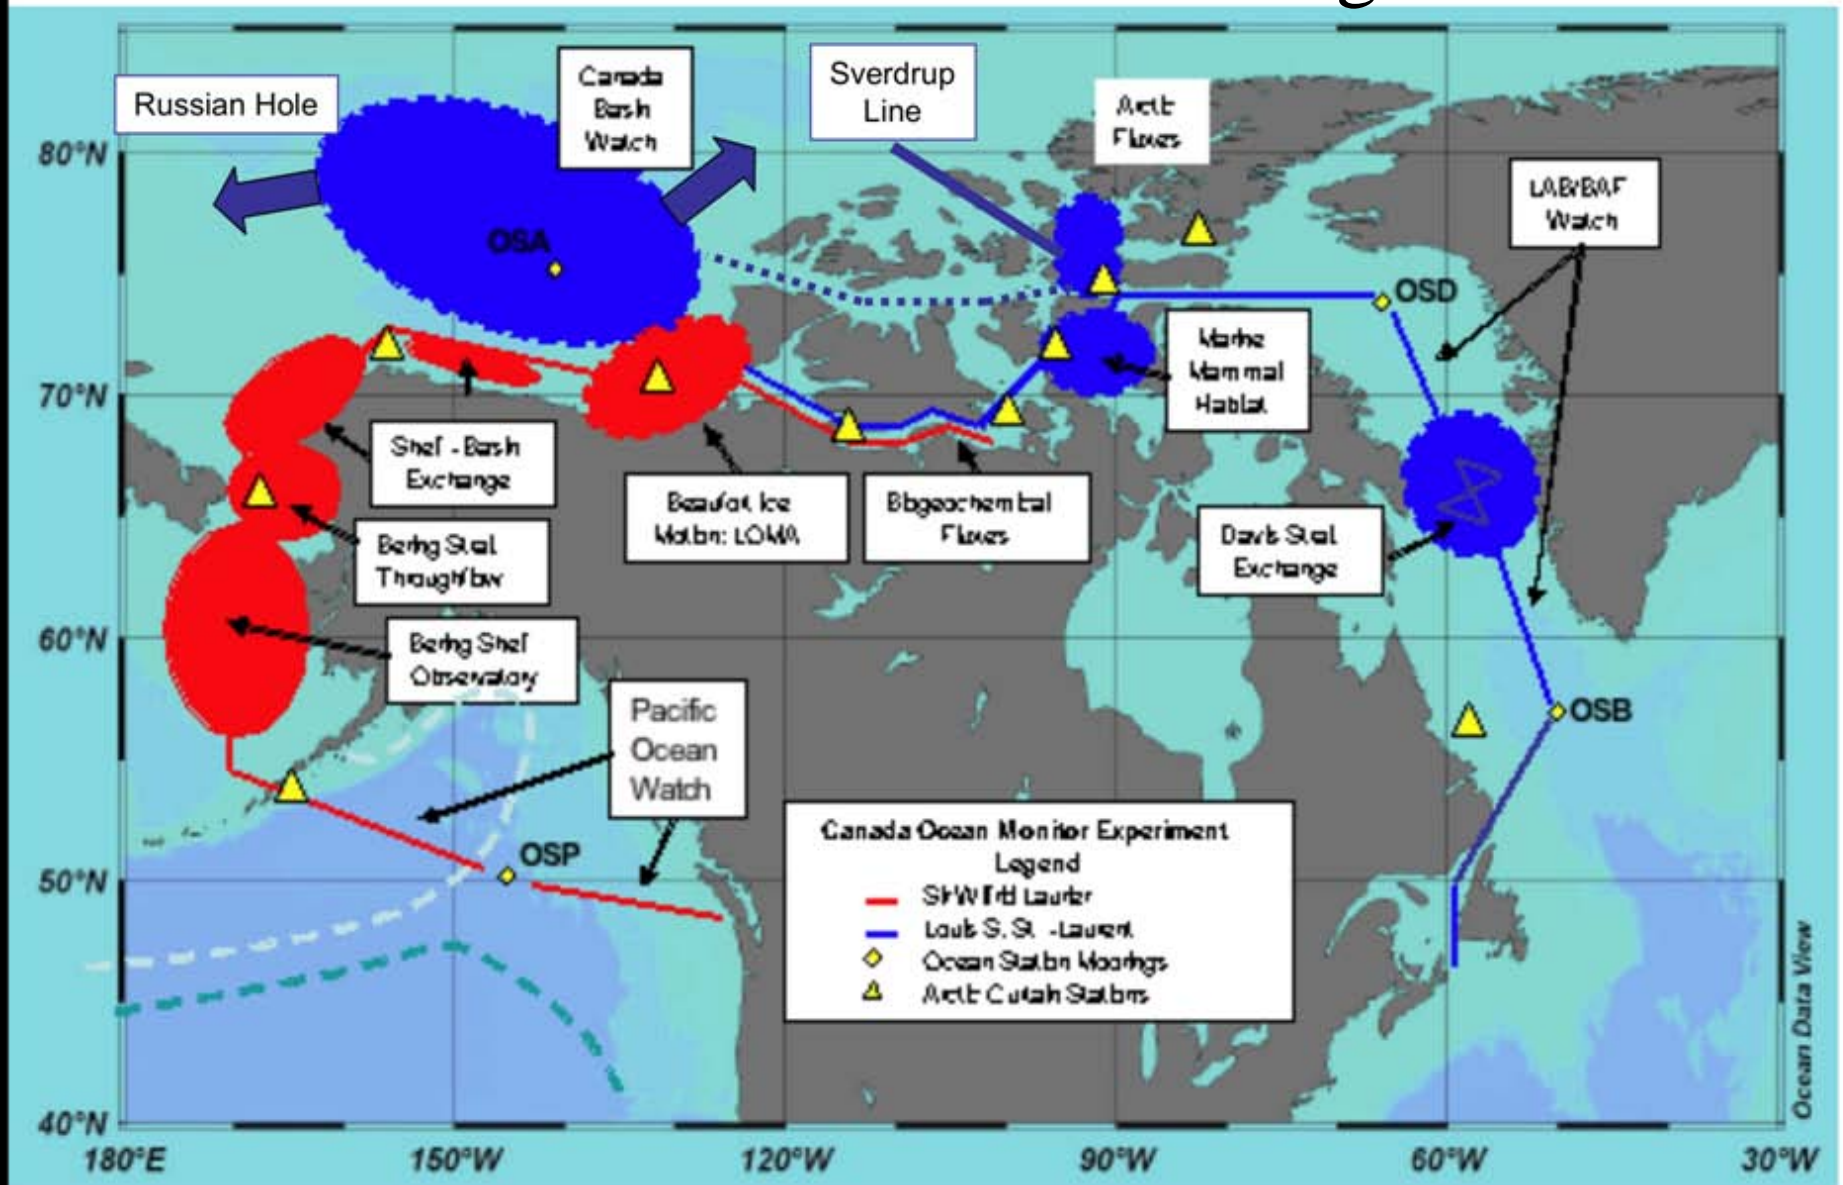 Russian Hole
Canada
Basin
Watch
Sverdrup
Line
Arctic
Fluxes
LAB/BAF
Watch
80°N
OSA
OSD
Marine
Mammal
Habitat
70°N
Shelf - Basin
Exchange
Beaufort Ice
Motion: LOMA
Biogeochemical
Fluxes
Davis Strait
Exchange
Bering Strait
Throughflow
60°N
Bering Shelf
Observatory
Pacific
Ocean
Watch
OSB
OSP
50°N
Canada Ocean Monitor Experiment
Legend
Sir Wilfrid Laurier
Louis S. St. -Laurent
Ocean Station Moorings
Arctic Curtain Stations
Ocean Data View
40°N
180°E
150°W
120°W
90°W
60°W
30°W